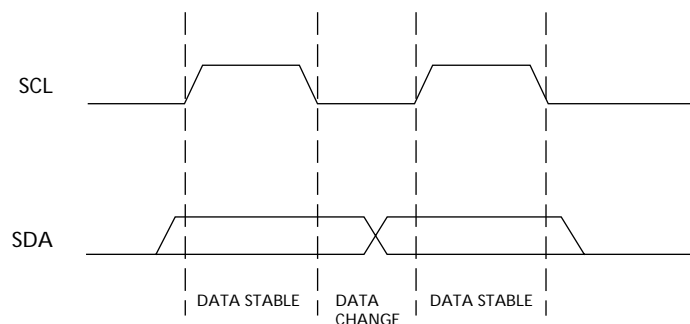 SCL
SDA
DATA STABLE
DATA
CHANGE
DATA STABLE